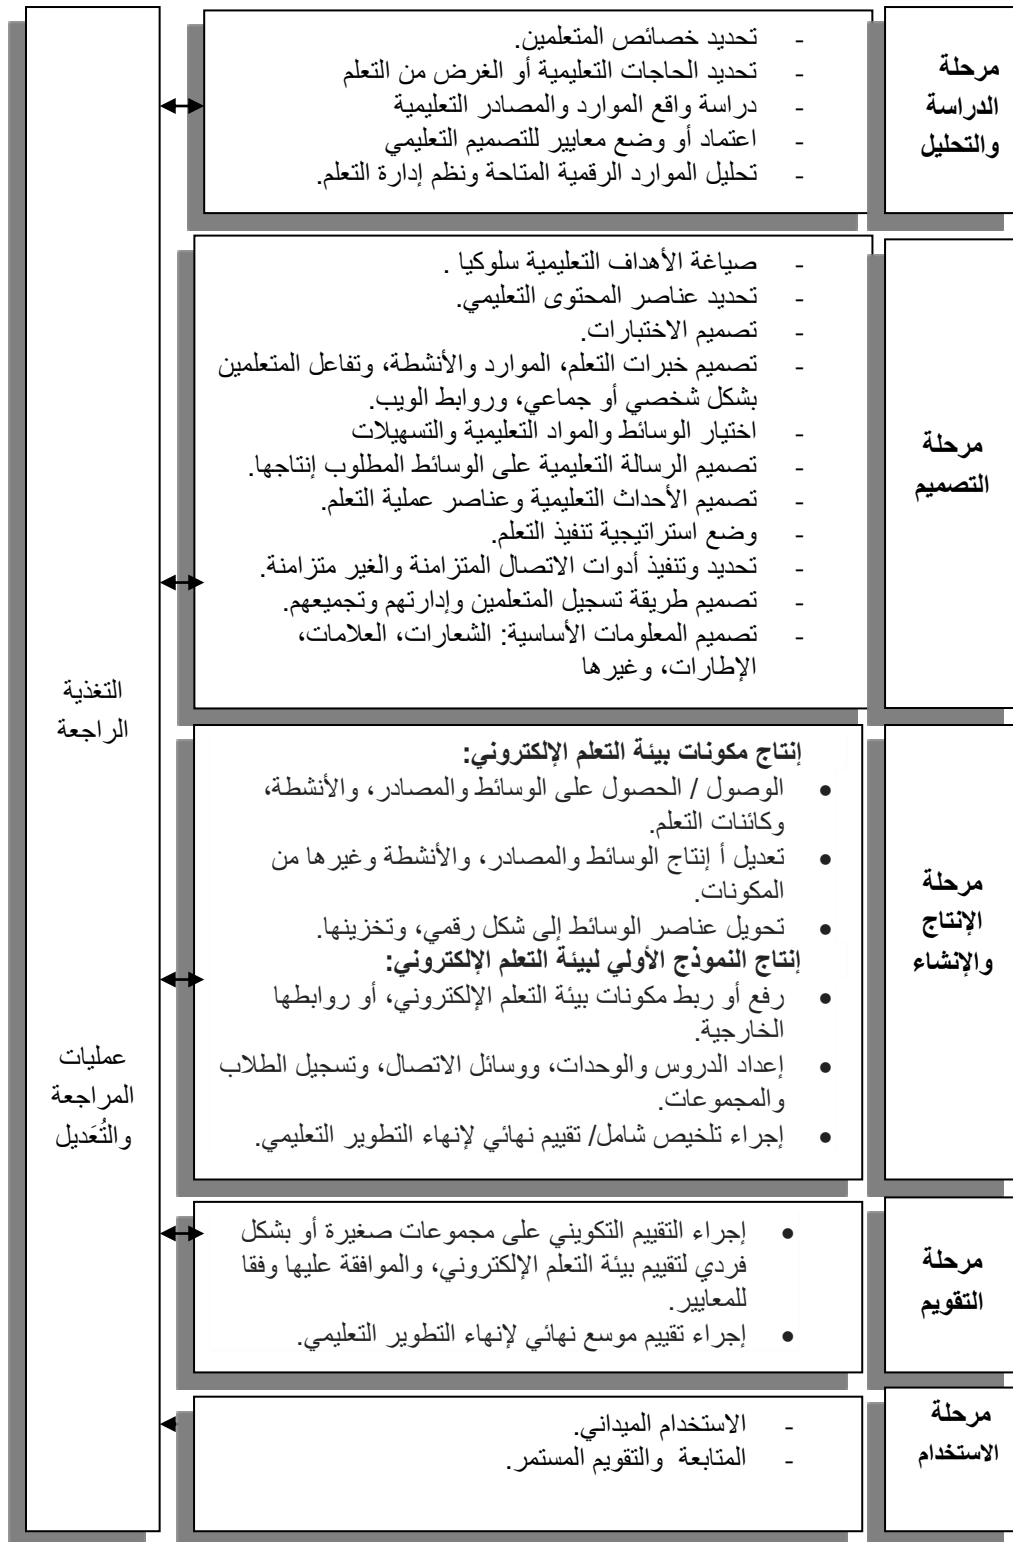 مرحلة
الدراسة
والتحليل
- تحديد خصائص المتعلمين.
- تحديد الحاجات التعليمية أو الغرض من التعلم
- دراسة واقع الموارد والمصادر التعليمية
- اعتماد أو وضع معايير للتصميم التعليمي
- تحليل الموارد الرقمية المتاحة ونظم إدارة التعلم.
مرحلة
التصميم
- صياغة الأهداف التعليمية سلوكيا .
- تحديد عناصر المحتوى التعليمي.
- تصميم الاختبارات.
- تصميم خبرات التعلم، الموارد والأنشطة، وتفاعل المتعلمين
بشكل شخصي أو جماعي، وروابط الويب.
- اختيار الوسائط والمواد التعليمية والتسهيلات
- تصميم الرسالة التعليمية على الوسائط المطلوب إنتاجها.
- تصميم الأحداث التعليمية وعناصر عملية التعلم.
- وضع استراتيجية تنفيذ التعلم.
- تحديد وتنفيذ أدوات الاتصال المتزامنة والغير متزامنة.
- تصميم طريقة تسجيل المتعلمين وإدارتهم وتجميعهم.
- تصميم المعلومات الأساسية: الشعارات، العلامات،
الإطارات، وغيرها
مرحلة
الإنتاج
والإنشاء
إنتاج مكونات بيئة التعلم الإلكتروني:
• الوصول / الحصول على الوسائط والمصادر، والأنشطة،
وكائنات التعلم.
• تعديل أ إنتاج الوسائط والمصادر، والأنشطة وغيرها من
المكونات.
• تحويل عناصر الوسائط إلى شكل رقمي، وتخزينها.
إنتاج النموذج الأولي لبيئة التعلم الإلكتروني:
• رفع أو ربط مكونات بيئة التعلم الإلكتروني، أو روابطها
الخارجية.
• إعداد الدروس والوحدات، ووسائل الاتصال، وتسجيل الطلاب
والمجموعات.
• إجراء تلخيص شامل/ تقييم نهائي لإنهاء التطوير التعليمي.
مرحلة
التقويم
• إجراء التقييم التكويني على مجموعات صغيرة أو بشكل
فردي لتقييم بيئة التعلم الإلكتروني، والموافقة عليها وفقا
للمعايير.
• إجراء تقييم موسع نهائي لإنهاء التطوير التعليمي.
مرحلة
الاستخدام
- الاستخدام الميداني.
- المتابعة والتقويم المستمر.
التغذية
الراجعة
عمليات
المراجعة
والتُعَديل